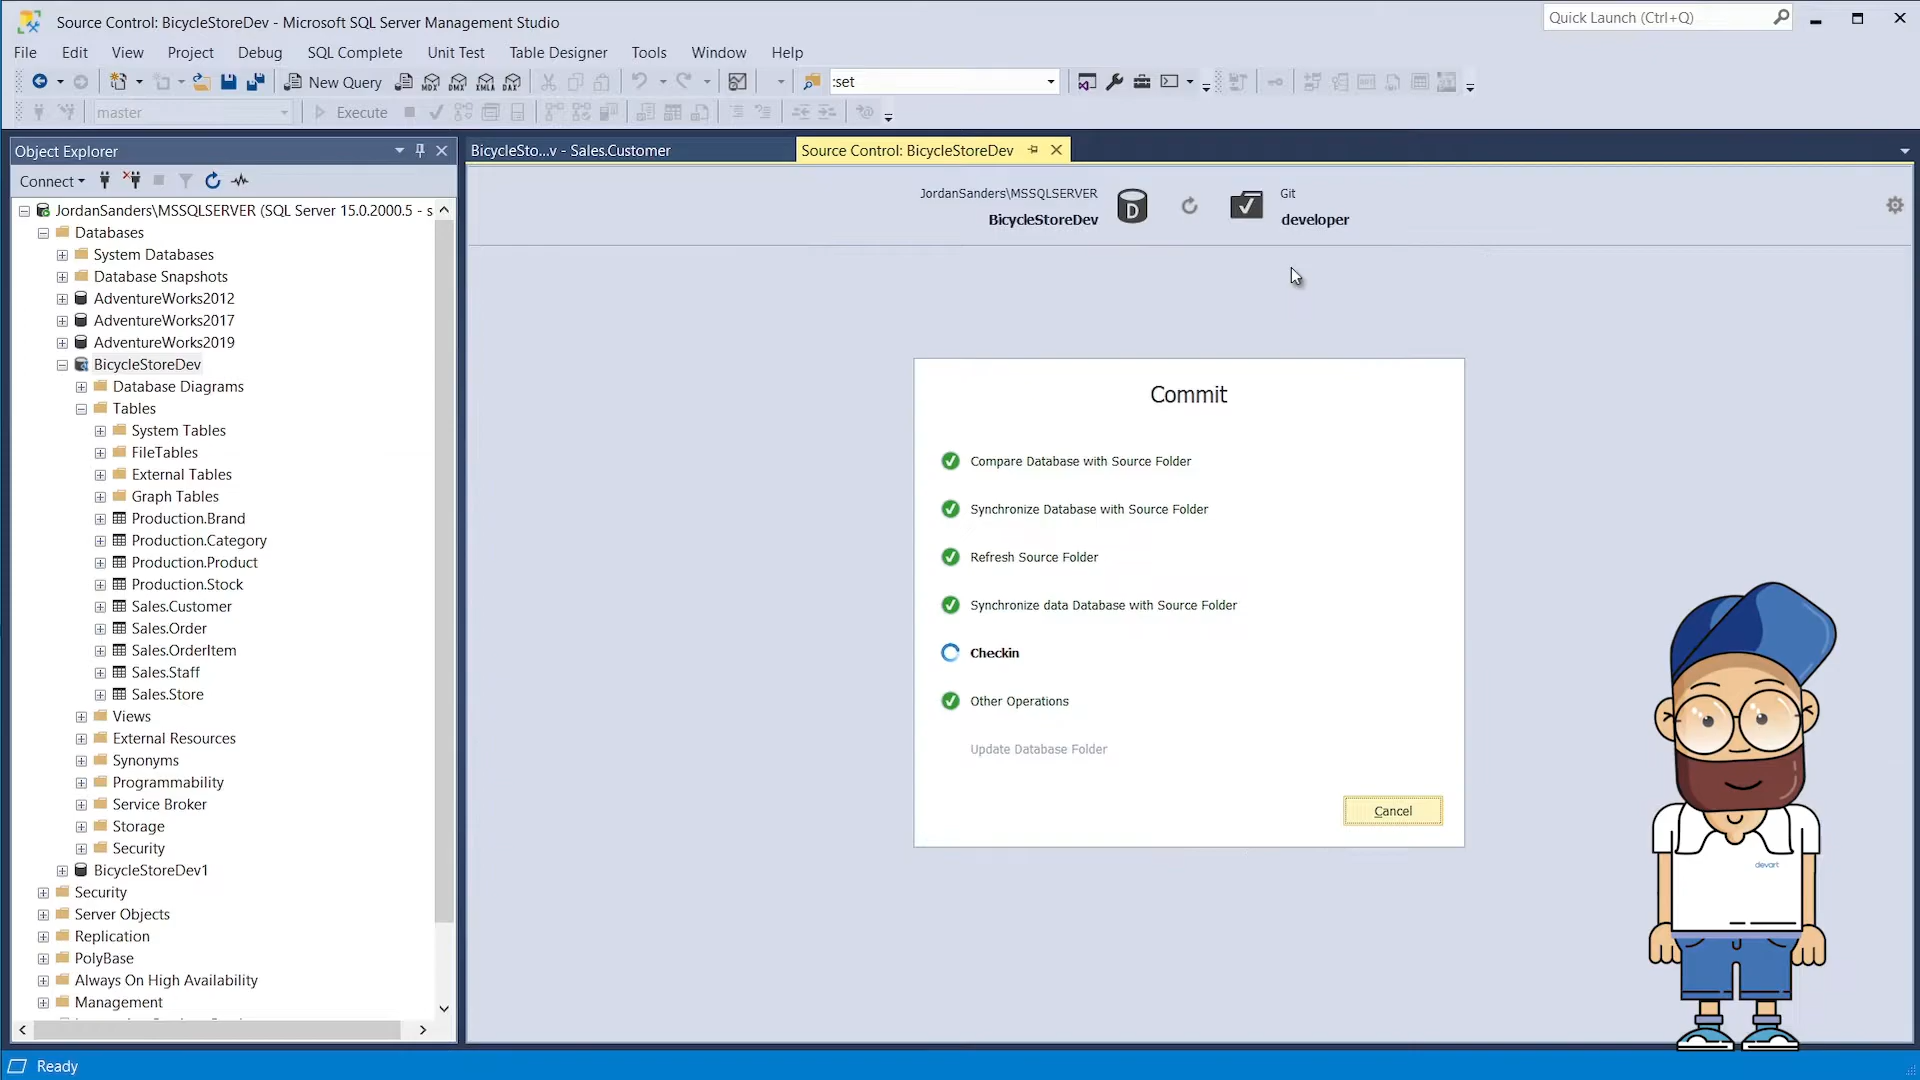 Source Control: BicycleStoreDev - Microsoft SQL Server Management Studio
Quick Launch (Ctrl+Q)
File Edit View Project Debug SQL Complete Unit Test Table Designer Tools Window Help
New Query MDX DMX XMLA DAX :set
master Execute
Object Explorer
BicycleSto...v - Sales.Customer
Source Control: BicycleStoreDev
Connect
JordanSanders\MSSQLSERVER (SQL Server 15.0.2000.5 - s
Databases
System Databases
Database Snapshots
AdventureWorks2012
AdventureWorks2017
AdventureWorks2019
BicycleStoreDev
Database Diagrams
Tables
System Tables
FileTables
External Tables
Graph Tables
Production.Brand
Production.Category
Production.Product
Production.Stock
Sales.Customer
Sales.Order
Sales.OrderItem
Sales.Staff
Sales.Store
Views
External Resources
Synonyms
Programmability
Service Broker
Storage
Security
BicycleStoreDev1
Security
Server Objects
Replication
PolyBase
Always On High Availability
Management
JordanSanders\MSSQLSERVER
BicycleStoreDev
D
Git
developer
Commit
Compare Database with Source Folder
Synchronize Database with Source Folder
Refresh Source Folder
Synchronize data Database with Source Folder
Checkin
Other Operations
Update Database Folder
Cancel
devart
Ready